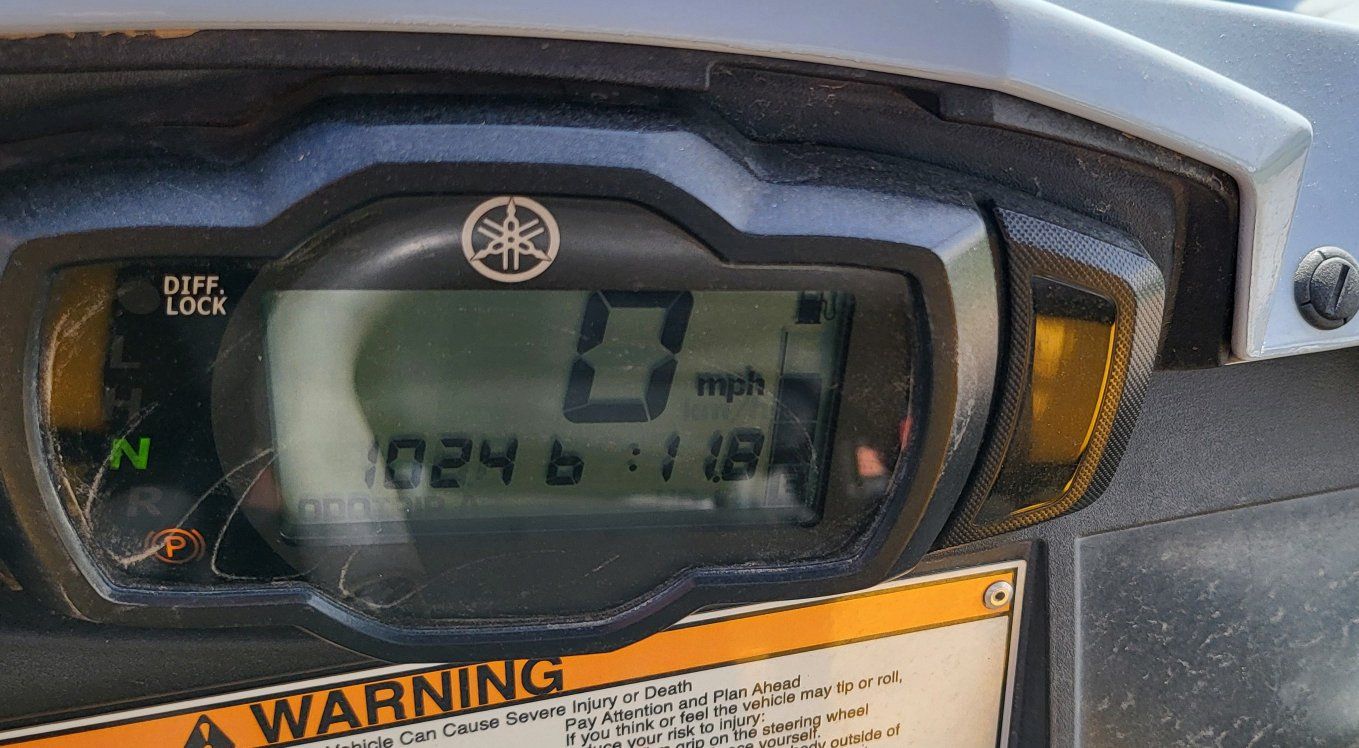 DIFF.
LOCK
0
mph
km/h
L
H
N
R
P
1024 b :11.8
WARNING
Vehicle Can Cause Severe Injury or Death
Pay Attention and Plan Ahead
If you think or feel the vehicle may tip or roll,
your risk to injury:
grip on the steering wheel
yourself.
body outside of